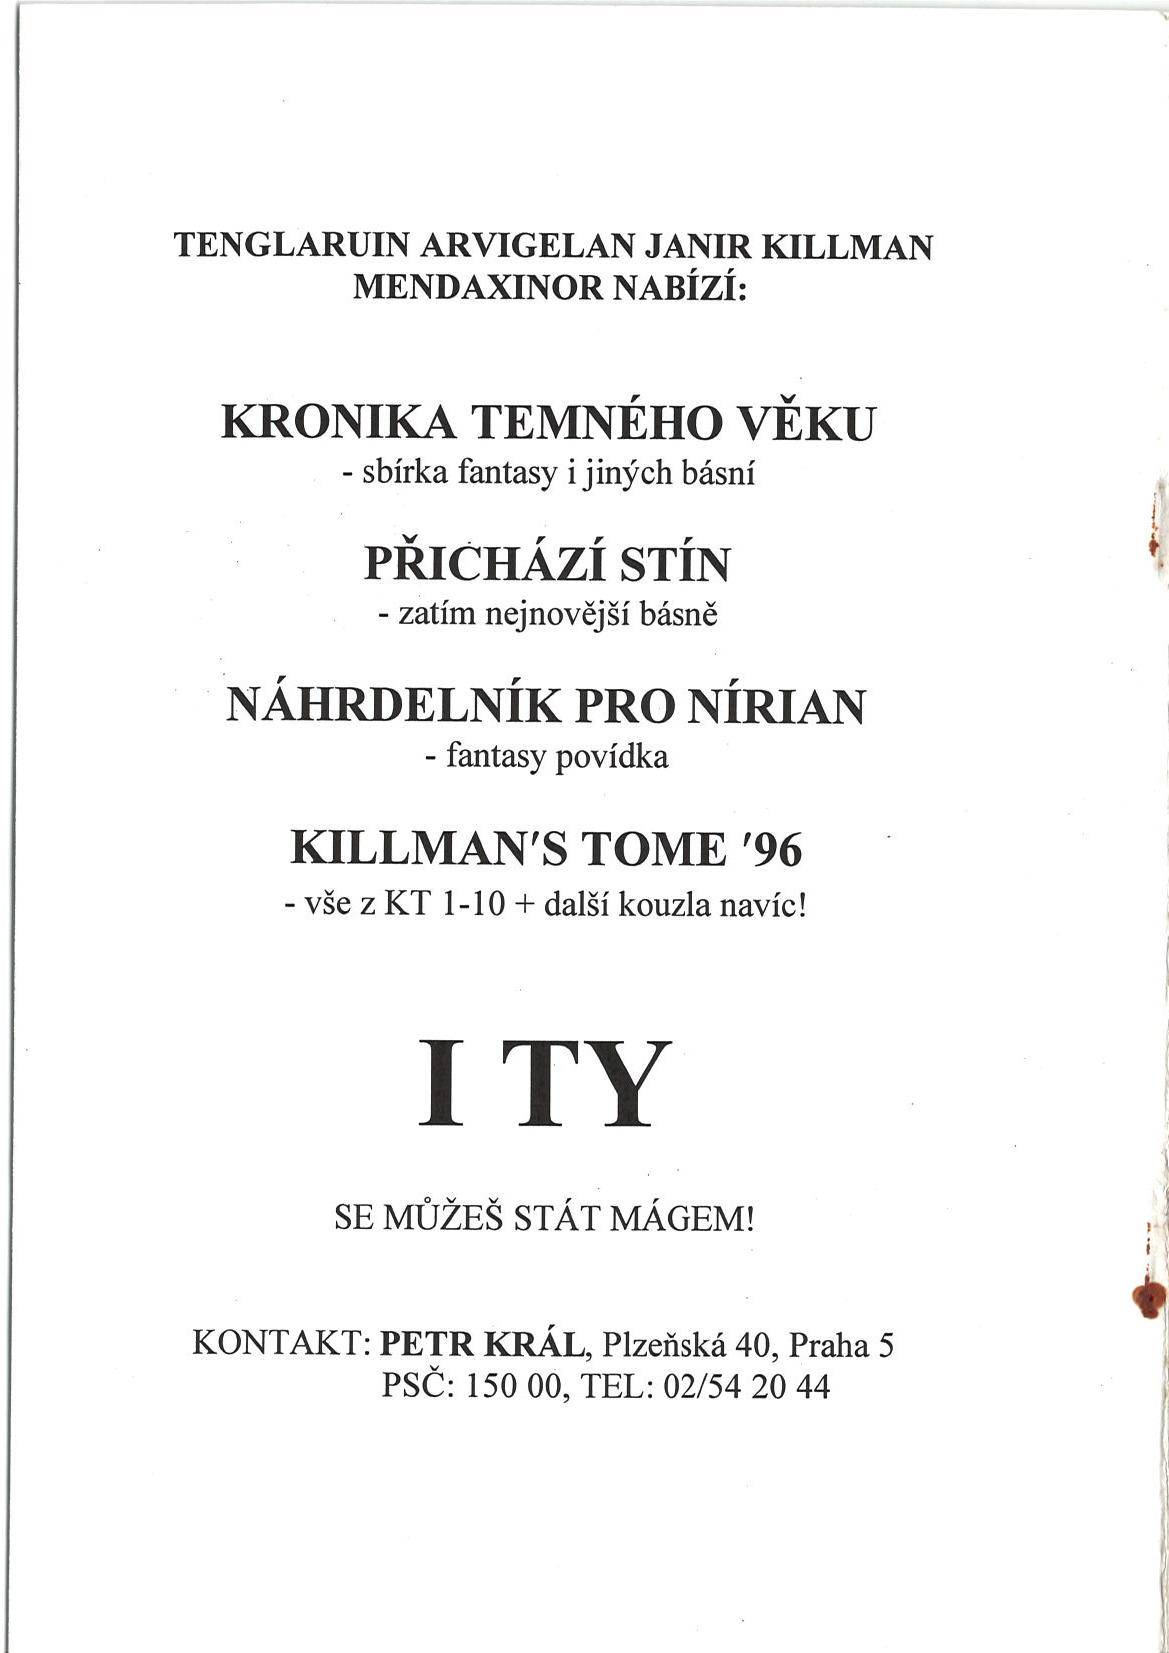 TENGLARUIN ARVIGELAN JANIR KILLMAN
MENDAXINOR NABÍZÍ:
KRONIKA TEMNÉHO VĚKU
- sbírka fantasy i jiných básní
PŘICHÁZÍ STÍN
- zatím nejnovější básně
NÁHRDELNÍK PRO NÍRIAN
- fantasy povídka
KILLMAN'S TOME '96
- vše z KT 1-10 + další kouzla navíc!
I TY
SE MŮŽEŠ STÁT MÁGEM!
KONTAKT: PETR KRÁL, Plzeňská 40, Praha 5
PSČ: 150 00, TEL: 02/54 20 44